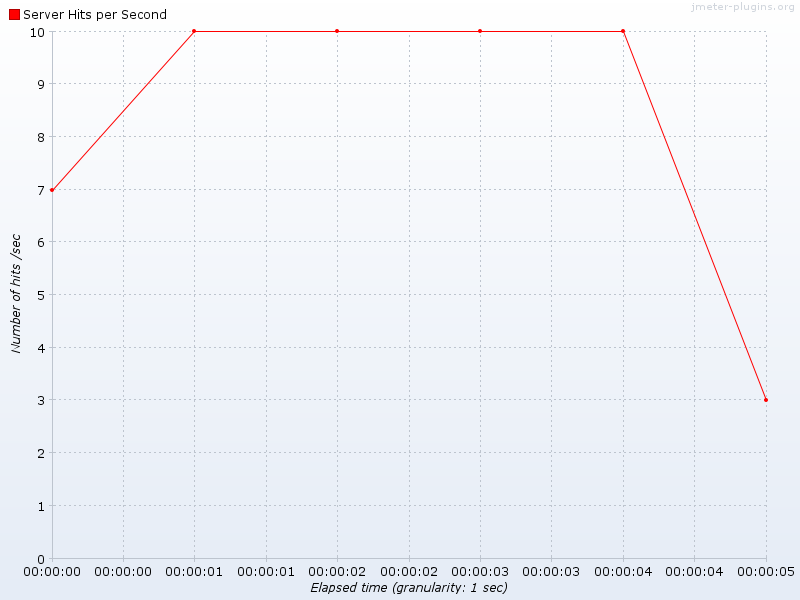 jmeter-plugins.org
Server Hits per Second
10
9
8
7
6
5
4
3
2
1
0
Number of hits /sec
00:00:00 00:00:00 00:00:01 00:00:01 00:00:02 00:00:02 00:00:03 00:00:03 00:00:04 00:00:04 00:00:05
Elapsed time (granularity: 1 sec)